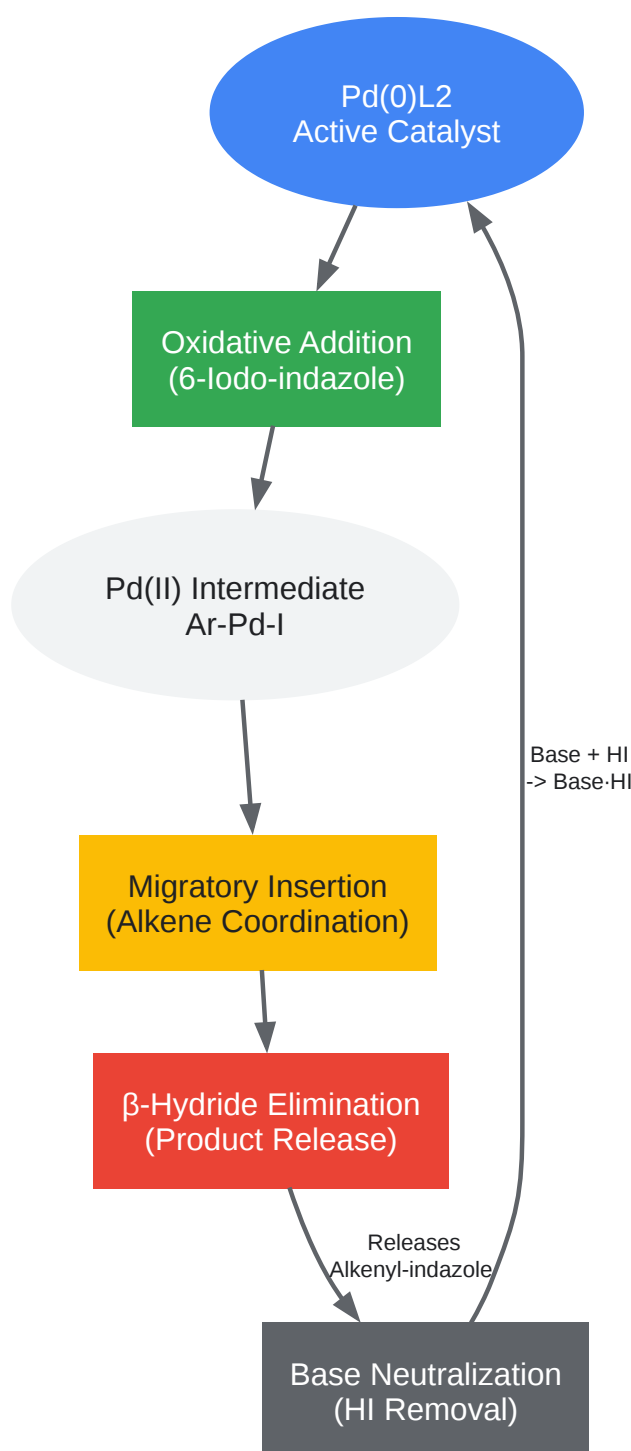 Pd(0)L2
Active Catalyst
Oxidative Addition
(6-Iodo-indazole)
Pd(II) Intermediate
Ar-Pd-I
Base + HI
-> Base·HI
Migratory Insertion
(Alkene Coordination)
β-Hydride Elimination
(Product Release)
Releases
Alkenyl-indazole
Base Neutralization
(HI Removal)